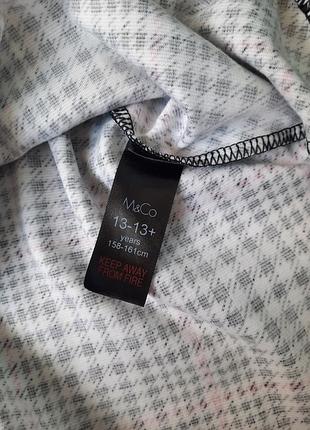 M&Co
13-13+
years
158-161cm
KEEP AWAY
FROM FIRE